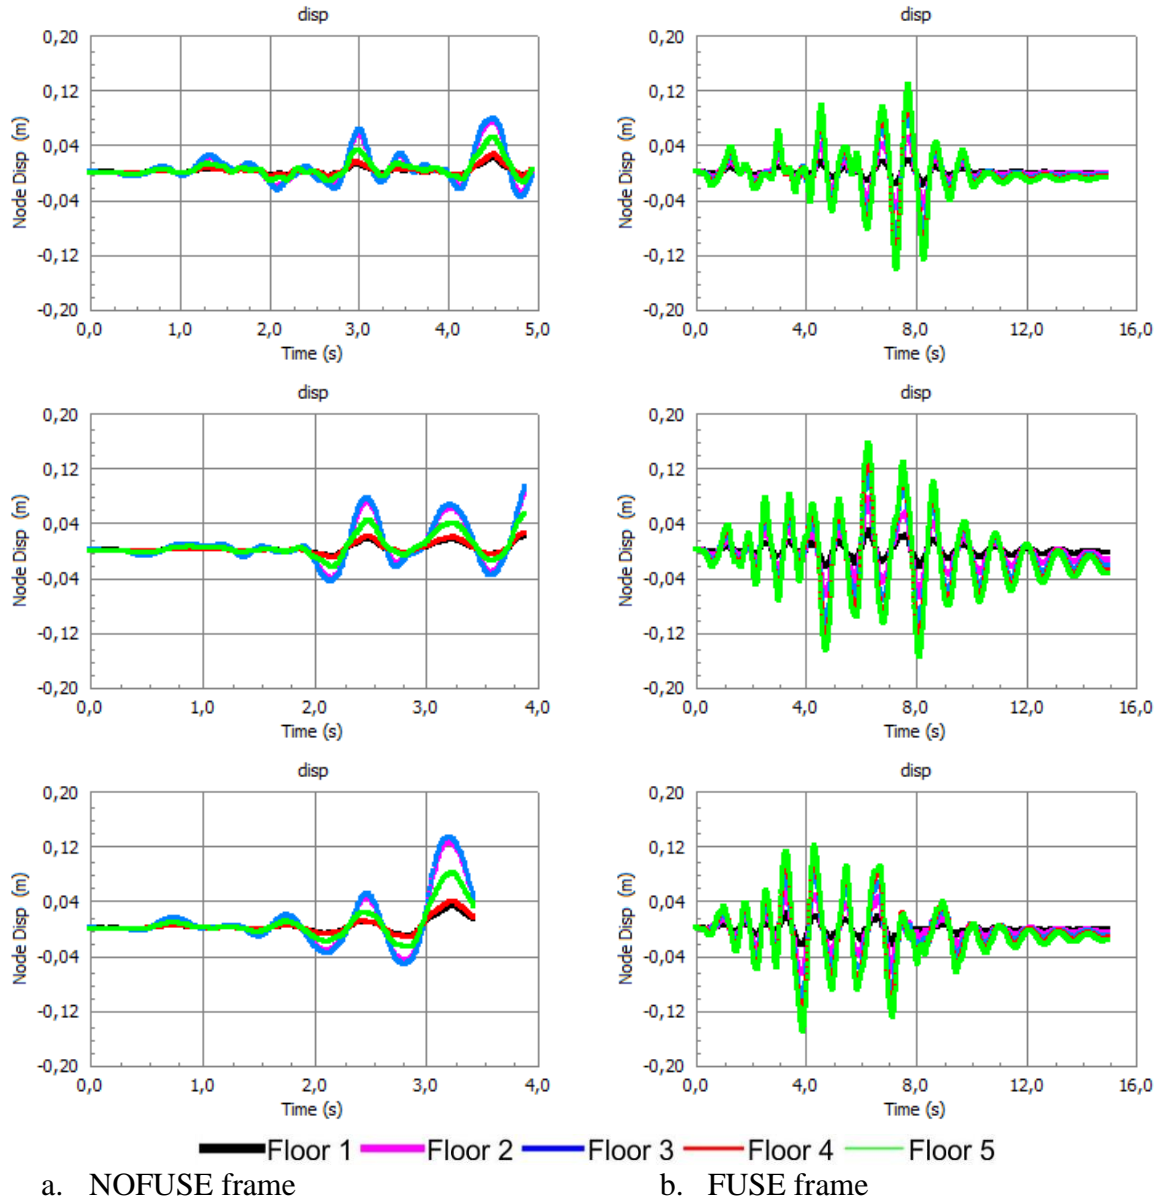 disp
0,20
0,12
0,04
-0,04
-0,12
-0,20
Node Disp (m)
0,0 1,0 2,0 3,0 4,0 5,0
Time (s)
disp
0,20
0,12
0,04
-0,04
-0,12
-0,20
Node Disp (m)
0,0 4,0 8,0 12,0 16,0
Time (s)
disp
0,20
0,12
0,04
-0,04
-0,12
-0,20
Node Disp (m)
0,0 1,0 2,0 3,0 4,0
Time (s)
disp
0,20
0,12
0,04
-0,04
-0,12
-0,20
Node Disp (m)
0,0 4,0 8,0 12,0 16,0
Time (s)
disp
0,20
0,12
0,04
-0,04
-0,12
-0,20
Node Disp (m)
0,0 1,0 2,0 3,0 4,0
Time (s)
disp
0,20
0,12
0,04
-0,04
-0,12
-0,20
Node Disp (m)
0,0 4,0 8,0 12,0 16,0
Time (s)
Floor 1 Floor 2 Floor 3 Floor 4 Floor 5
a. NOFUSE frame
b. FUSE frame